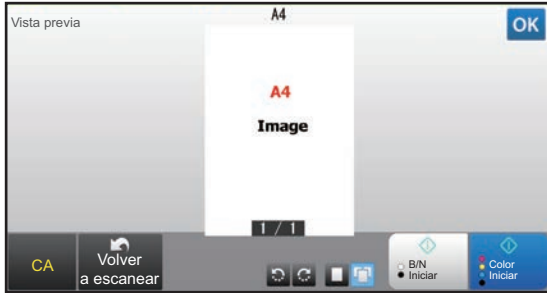 A4
Vista previa
OK
A4
Image
1 / 1
CA
Volver
a escanear
B/N
Iniciar
Color
Iniciar